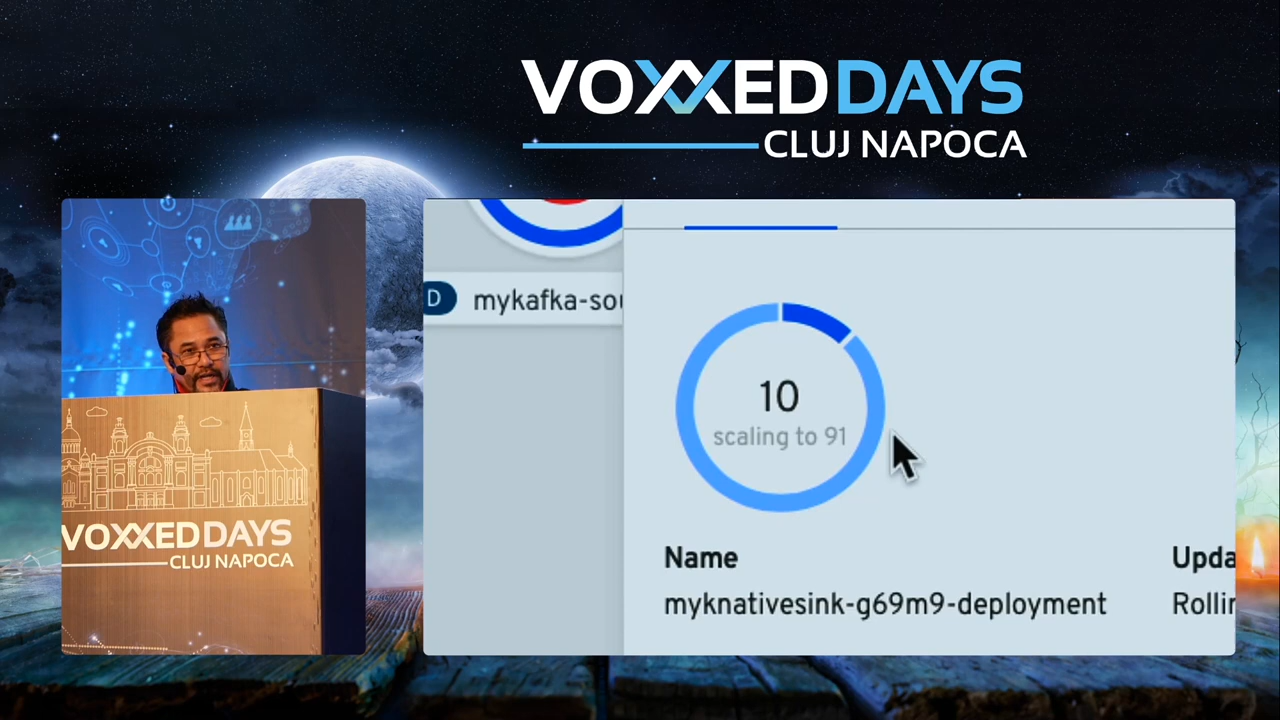 VOXXED DAYS
CLUJ NAPOCA
D
mykafka-sou
10
scaling to 91
Name
Upda
myknativesink-g69m9-deployment
Rollin
VOXXED DAYS
CLUJ NAPOCA